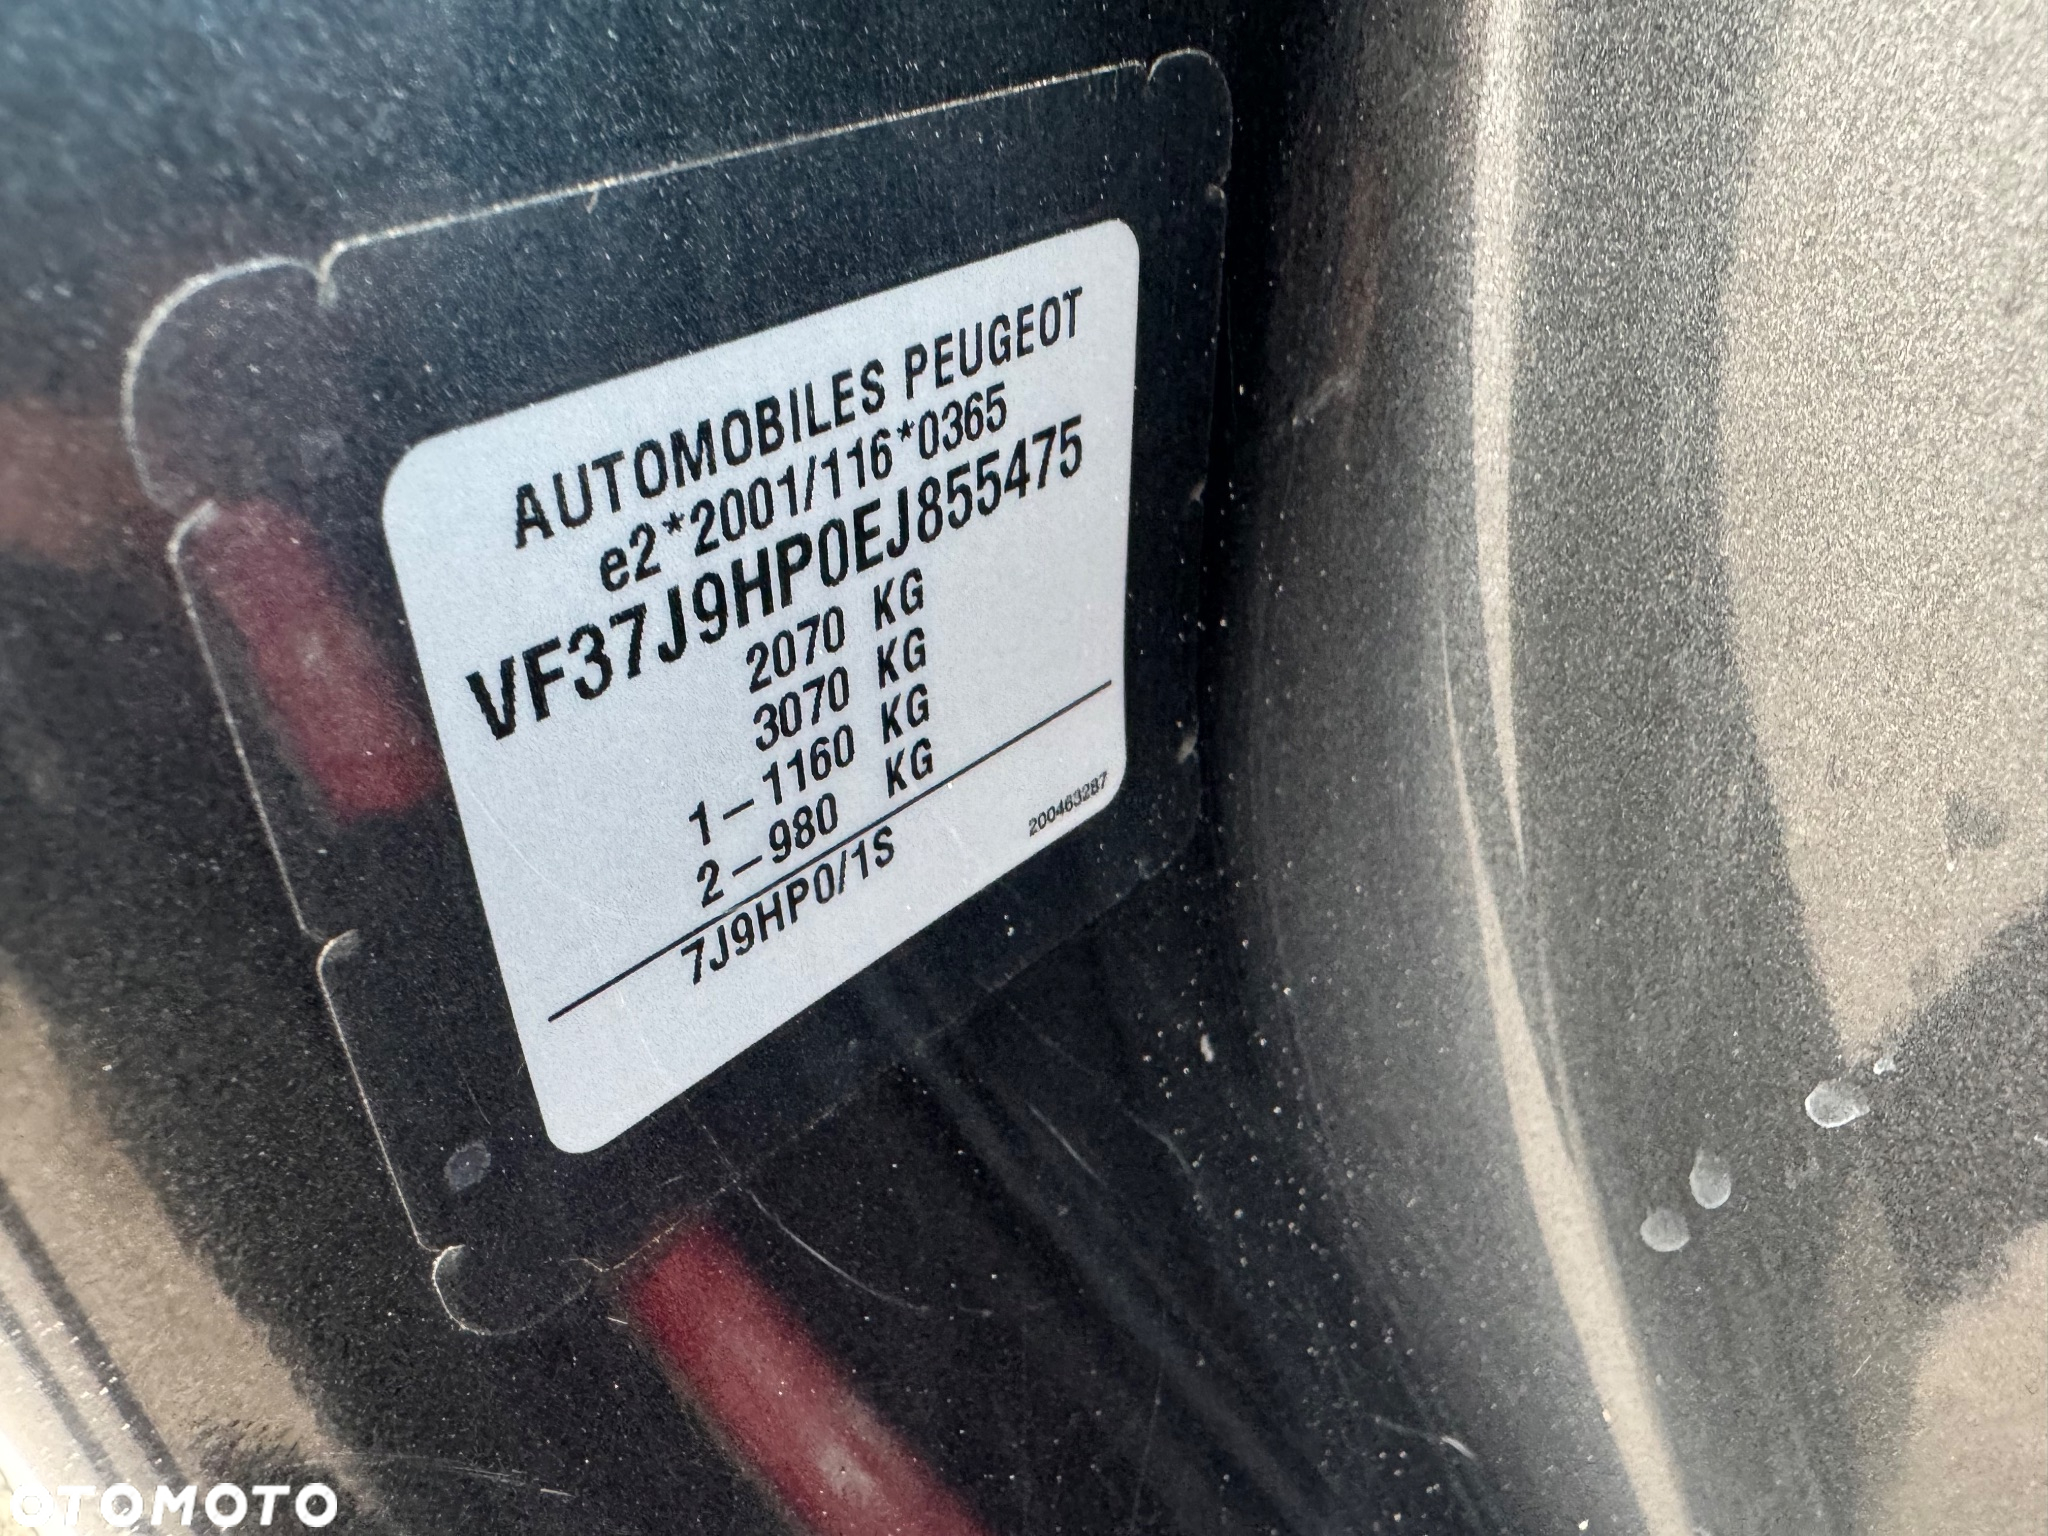 AUTOMOBILES PEUGEOT
e2*2001/116*0365
VF37J9HP0EJ855475
2070 KG
3070 KG
1-1160 KG
2-980 KG
7J9HP0/1S
200463287
OTOMOTO